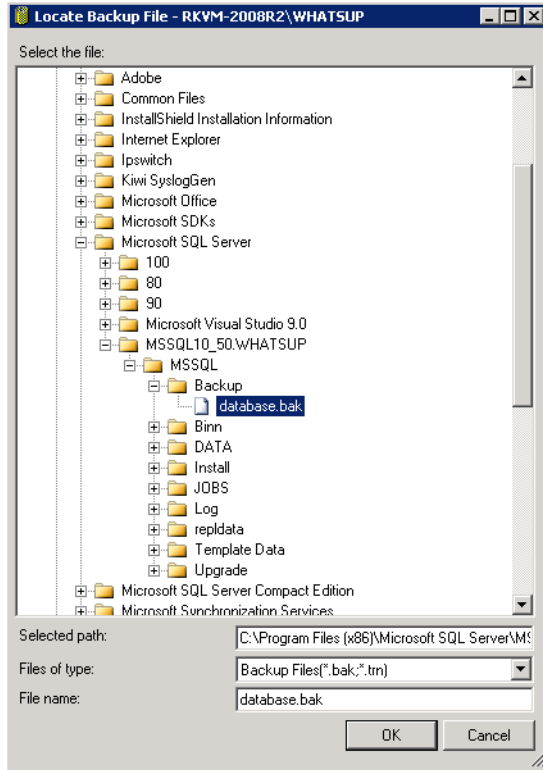 Locate Backup File - RKVM-2008R2\WHATSUP
Select the file:
Adobe
Common Files
InstallShield Installation Information
Internet Explorer
Ipswitch
Kiwi SyslogGen
Microsoft Office
Microsoft SDKs
Microsoft SQL Server
100
80
90
Microsoft Visual Studio 9.0
MSSQL10_50.WHATSUP
MSSQL
Backup
database.bak
Binn
DATA
Install
JOBS
Log
repldata
Template Data
Upgrade
Microsoft SQL Server Compact Edition
Microsoft Synchronization Services
Selected path: C:\Program Files (x86)\Microsoft SQL Server\MS
Files of type: Backup Files(*.bak;*.trn)
File name: database.bak
OK Cancel